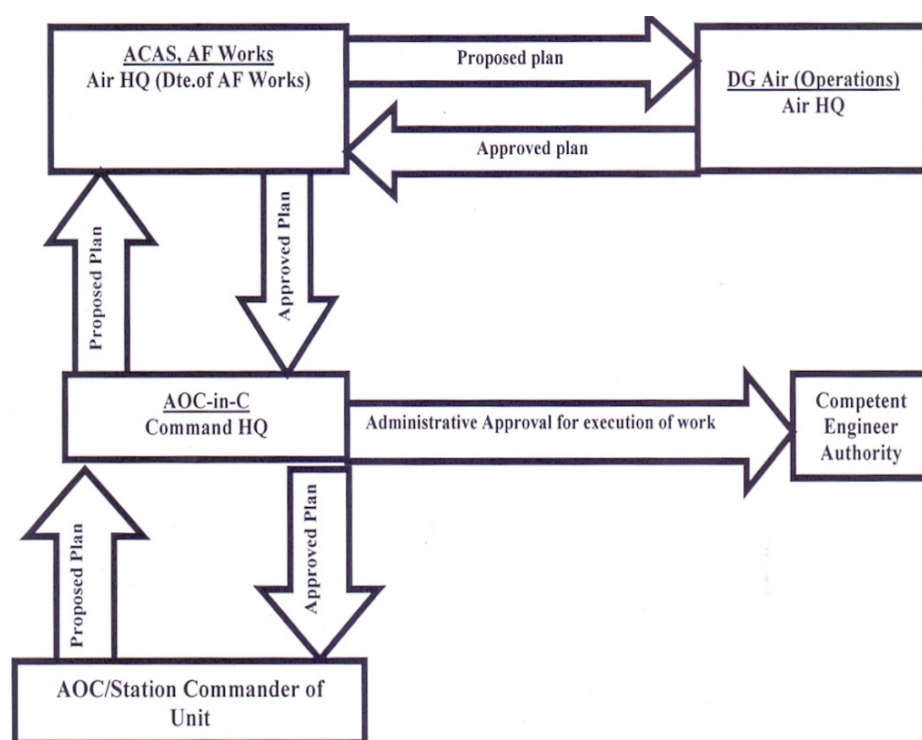 ACAS, AF Works
Air HQ (Dte.of AF Works)
Proposed plan
DG Air (Operations)
Air HQ
Approved plan
Proposed Plan
Approved Plan
AOC-in-C
Command HQ
Administrative Approval for execution of work
Competent
Engineer
Authority
Proposed Plan
Approved Plan
AOC/Station Commander of
Unit